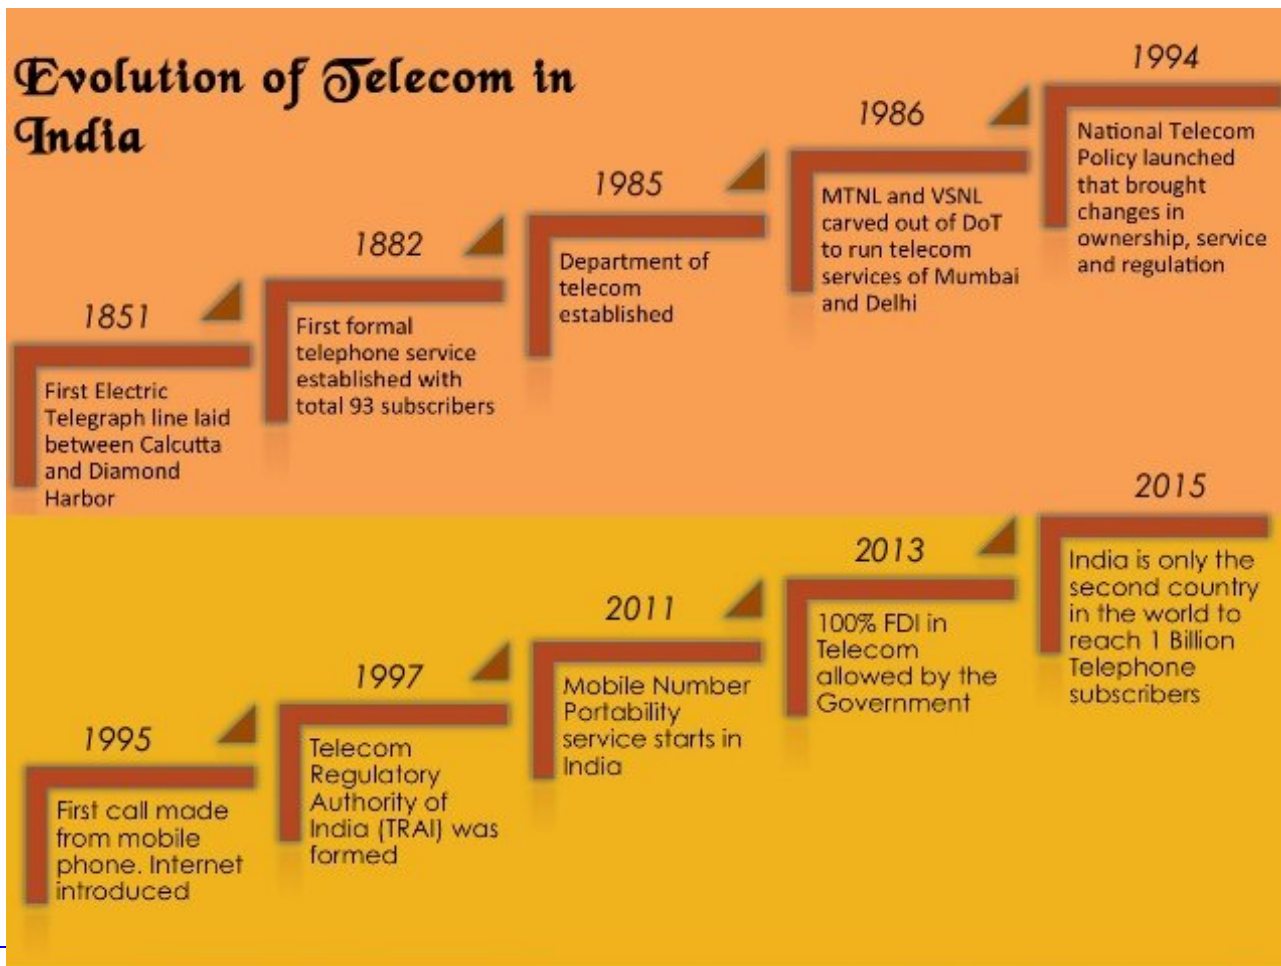 Evolution of Telecom in
India
1851
First Electric
Telegraph line laid
between Calcutta
and Diamond
Harbor
1882
First formal
telephone service
established with
total 93 subscribers
1985
Department of
telecom
established
1986
MTNL and VSNL
carved out of DoT
to run telecom
services of Mumbai
and Delhi
1994
National Telecom
Policy launched
that brought
changes in
ownership, service
and regulation
1995
First call made
from mobile
phone. Internet
introduced
1997
Telecom
Regulatory
Authority of
India (TRAI) was
formed
2011
Mobile Number
Portability
service starts in
India
2013
100% FDI in
Telecom
allowed by the
Government
2015
India is only the
second country
in the world to
reach 1 Billion
Telephone
subscribers